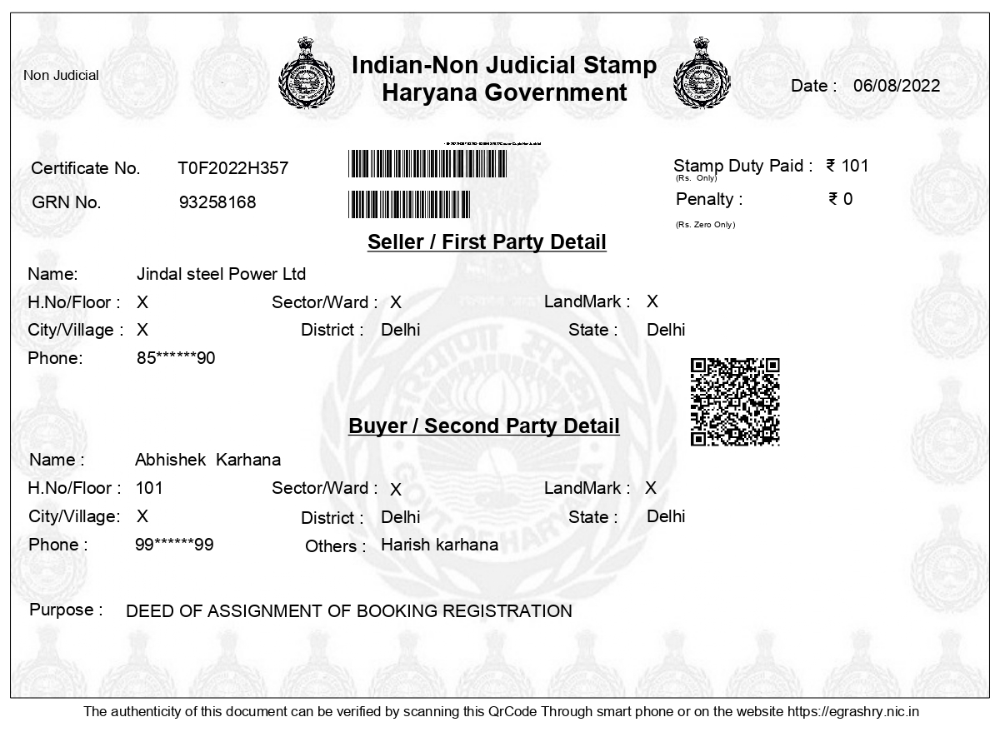 Indian-Non Judicial Stamp
Haryana Government
Non Judicial
Date : 06/08/2022
Certificate No. T0F2022H357
GRN No. 93258168
Stamp Duty Paid : ₹ 101
(Rs. Only)
Penalty : ₹ 0
(Rs. Zero Only)
Seller / First Party Detail
Name: Jindal steel Power Ltd
H.No/Floor : X Sector/Ward : X LandMark : X
City/Village : X District : Delhi State : Delhi
Phone: 85******90
Buyer / Second Party Detail
Name : Abhishek Karhana
H.No/Floor : 101 Sector/Ward : X LandMark : X
City/Village: X District : Delhi State : Delhi
Phone : 99******99 Others : Harish karhana
Purpose : DEED OF ASSIGNMENT OF BOOKING REGISTRATION
The authenticity of this document can be verified by scanning this QrCode Through smart phone or on the website https://egrashry.nic.in